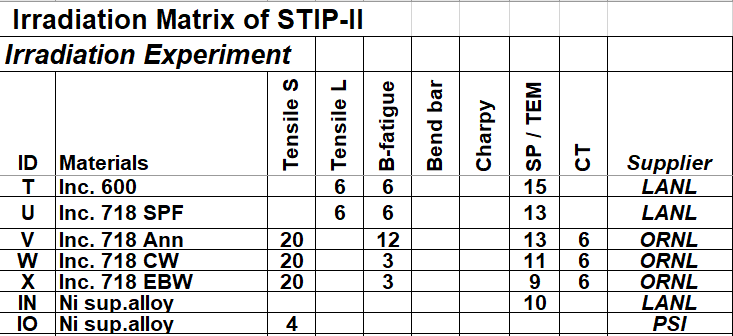 Irradiation Matrix of STIP-II
Irradiation Experiment
ID Materials Tensile S Tensile L B-fatigue Bend bar Charpy SP / TEM CT Supplier
T Inc. 600 6 6 15 LANL
U Inc. 718 SPF 6 6 13 LANL
V Inc. 718 Ann 20 12 13 6 ORNL
W Inc. 718 CW 20 3 11 6 ORNL
X Inc. 718 EBW 20 3 9 6 ORNL
IN Ni sup.alloy 10 LANL
IO Ni sup.alloy 4 PSI